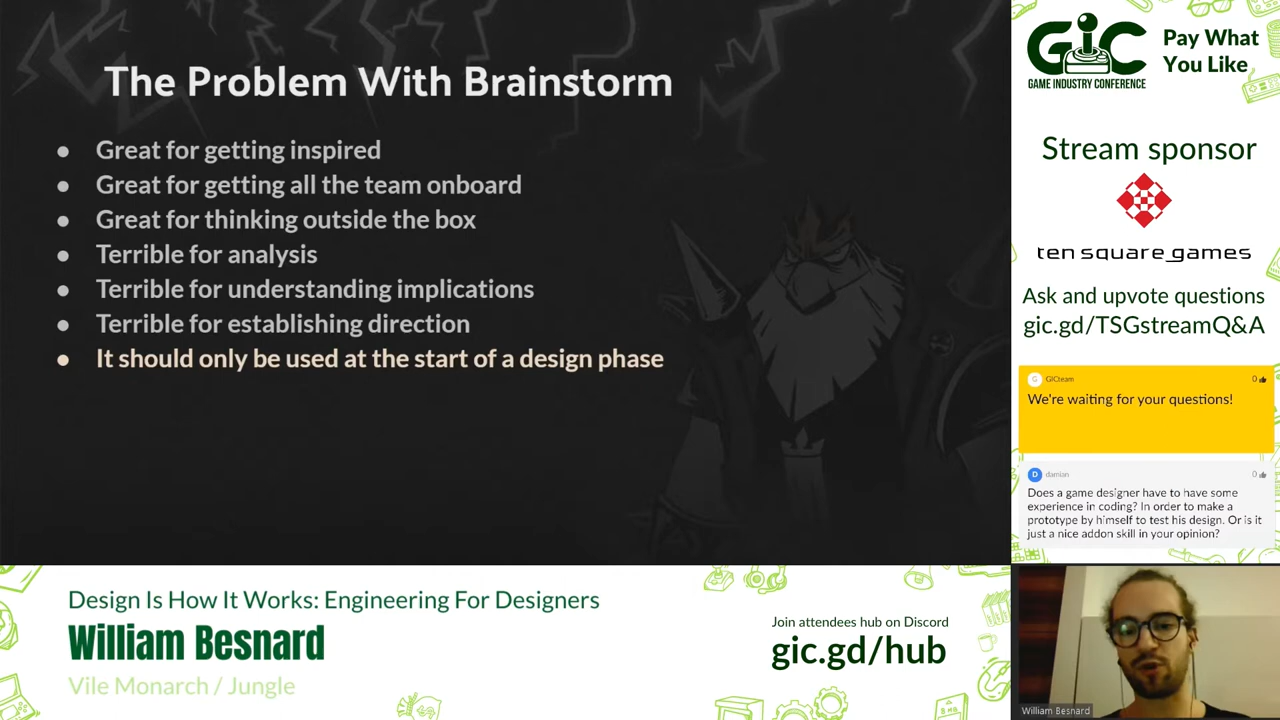 The Problem With Brainstorm
● Great for getting inspired
● Great for getting all the team onboard
● Great for thinking outside the box
● Terrible for analysis
● Terrible for understanding implications
● Terrible for establishing direction
● It should only be used at the start of a design phase
GIC
GAME INDUSTRY CONFERENCE
Pay What
You Like
Stream sponsor
ten square games
Ask and upvote questions
gic.gd/TSGstreamQ&A
G GICteam 0
We're waiting for your questions!
D damian 0
Does a game designer have to have some
experience in coding? In order to make a
prototype by himself to test his design. Or is it
just a nice addon skill in your opinion?
Design Is How It Works: Engineering For Designers
William Besnard
Vile Monarch / Jungle
Join attendees hub on Discord
gic.gd/hub
8 MB
William Besnard